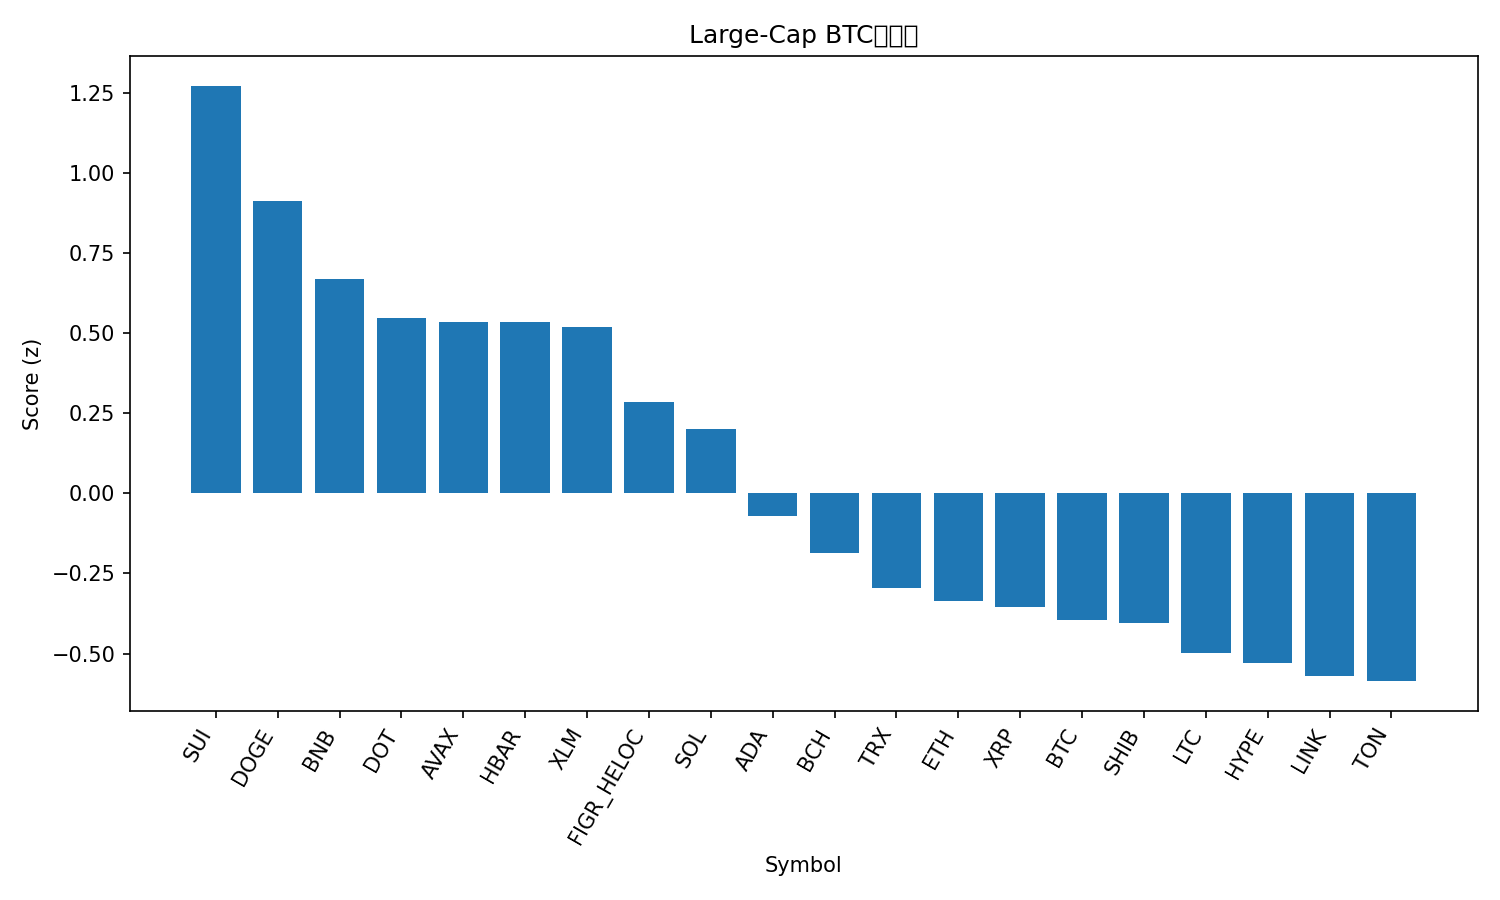 Large-Cap BTC
Score (z)
1.25
1.00
0.75
0.50
0.25
0.00
−0.25
−0.50
SUI
DOGE
BNB
DOT
AVAX
HBAR
XLM
FIGR_HELOC
SOL
ADA
BCH
TRX
ETH
XRP
BTC
SHIB
LTC
HYPE
LINK
TON
Symbol